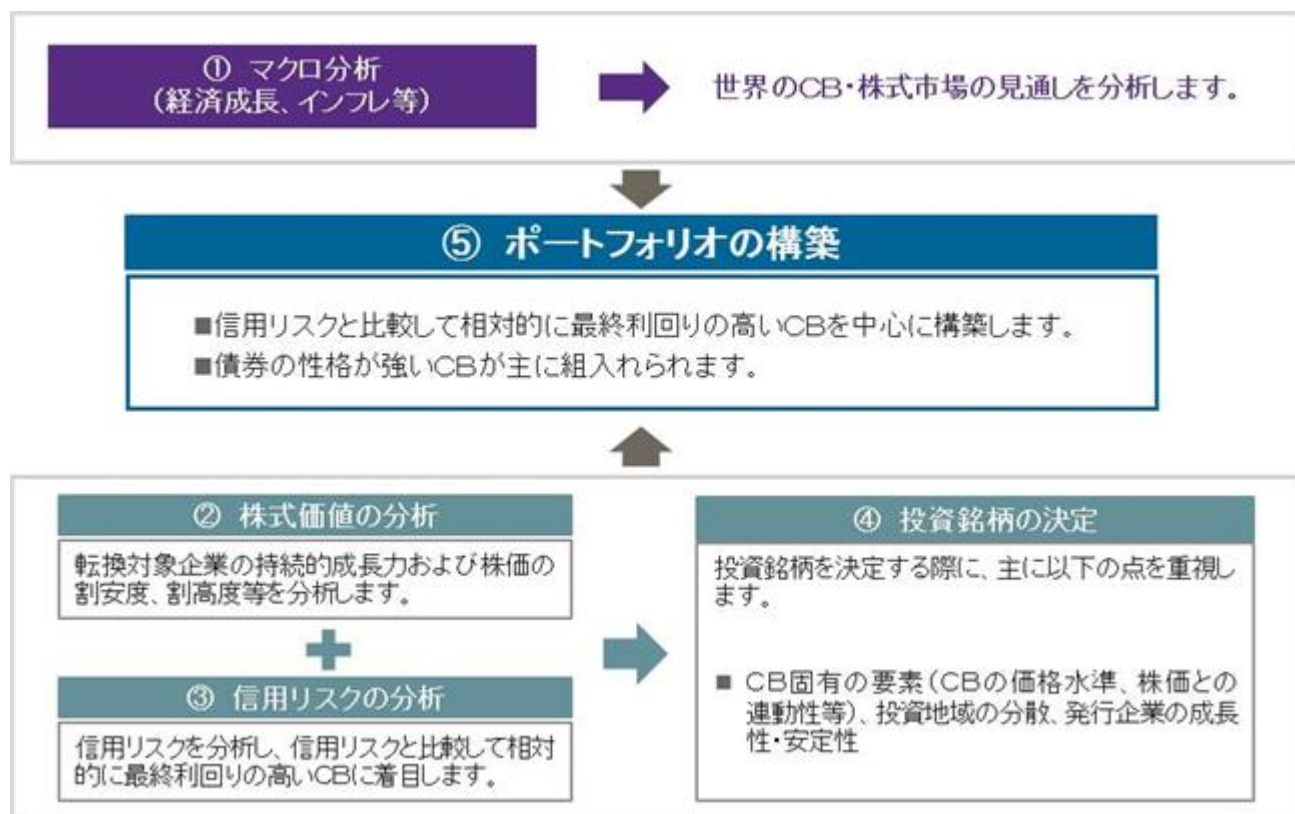 ① マクロ分析
（経済成長、インフレ等）
世界のCB・株式市場の見通しを分析します。
⑤ ポートフォリオの構築
■信用リスクと比較して相対的に最終利回りの高いCBを中心に構築します。
■債券の性格が強いCBが主に組入れられます。
② 株式価値の分析
転換対象企業の持続的成長力および株価の
割安度、割高度等を分析します。
③ 信用リスクの分析
信用リスクを分析し、信用リスクと比較して相対
的に最終利回りの高いCBに着目します。
④ 投資銘柄の決定
投資銘柄を決定する際に、主に以下の点を重視し
ます。
■ CB固有の要素（CBの価格水準、株価との
連動性等）、投資地域の分散、発行企業の成長
性・安定性